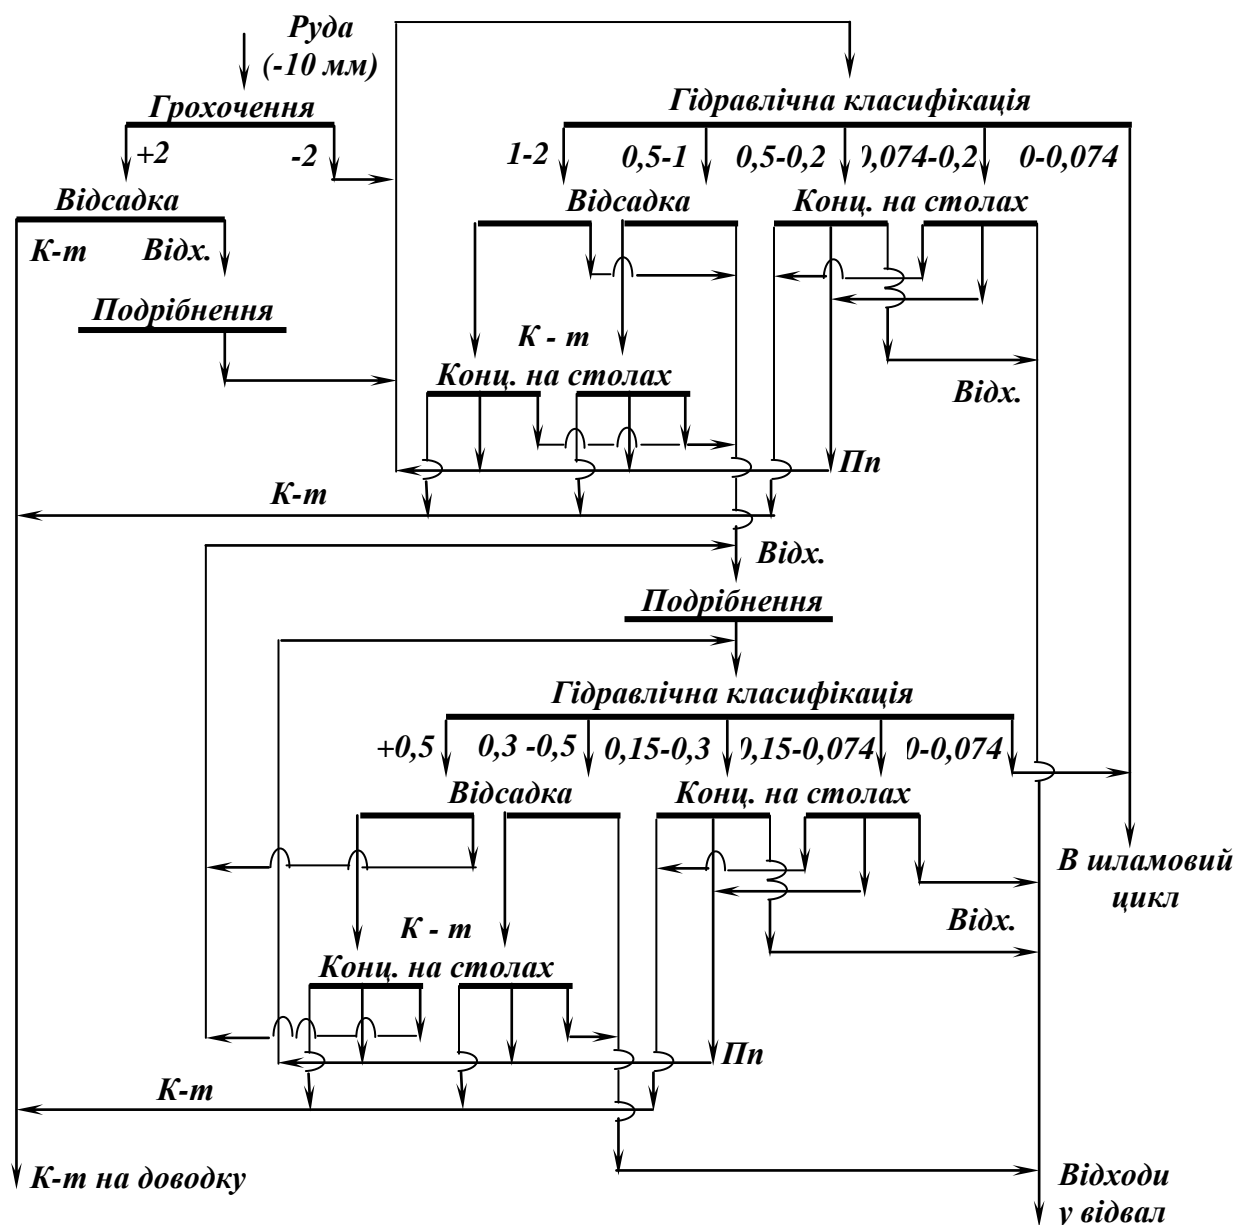 Руда
(-10 мм)
Грохочення
Гідравлічна класифікація
+2
-2
1-2
0,5-1
0,5-0,2
0,074-0,2
0-0,074
Відсадка
Відсадка
Конц. на столах
К-т
Відх.
Подрібнення
К - т
Конц. на столах
Відх.
Пп
К-т
Відх.
Подрібнення
Гідравлічна класифікація
+0,5
0,3 -0,5
0,15-0,3
0,15-0,074
0-0,074
Відсадка
Конц. на столах
В шламовий
цикл
К - т
Відх.
Конц. на столах
Пп
К-т
К-т на доводку
Відходи
у відвал